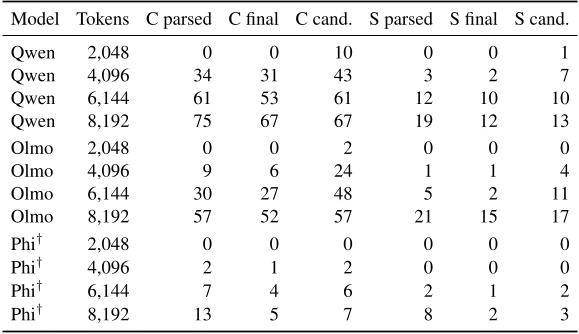 Model Tokens C parsed C final C cand. S parsed S final S cand.
Qwen 2,048 0 0 10 0 0 1
Qwen 4,096 34 31 43 3 2 7
Qwen 6,144 61 53 61 12 10 10
Qwen 8,192 75 67 67 19 12 13
Olmo 2,048 0 0 2 0 0 0
Olmo 4,096 9 6 24 1 1 4
Olmo 6,144 30 27 48 5 2 11
Olmo 8,192 57 52 57 21 15 17
Phi† 2,048 0 0 0 0 0 0
Phi† 4,096 2 1 2 0 0 0
Phi† 6,144 7 4 6 2 1 2
Phi† 8,192 13 5 7 8 2 3